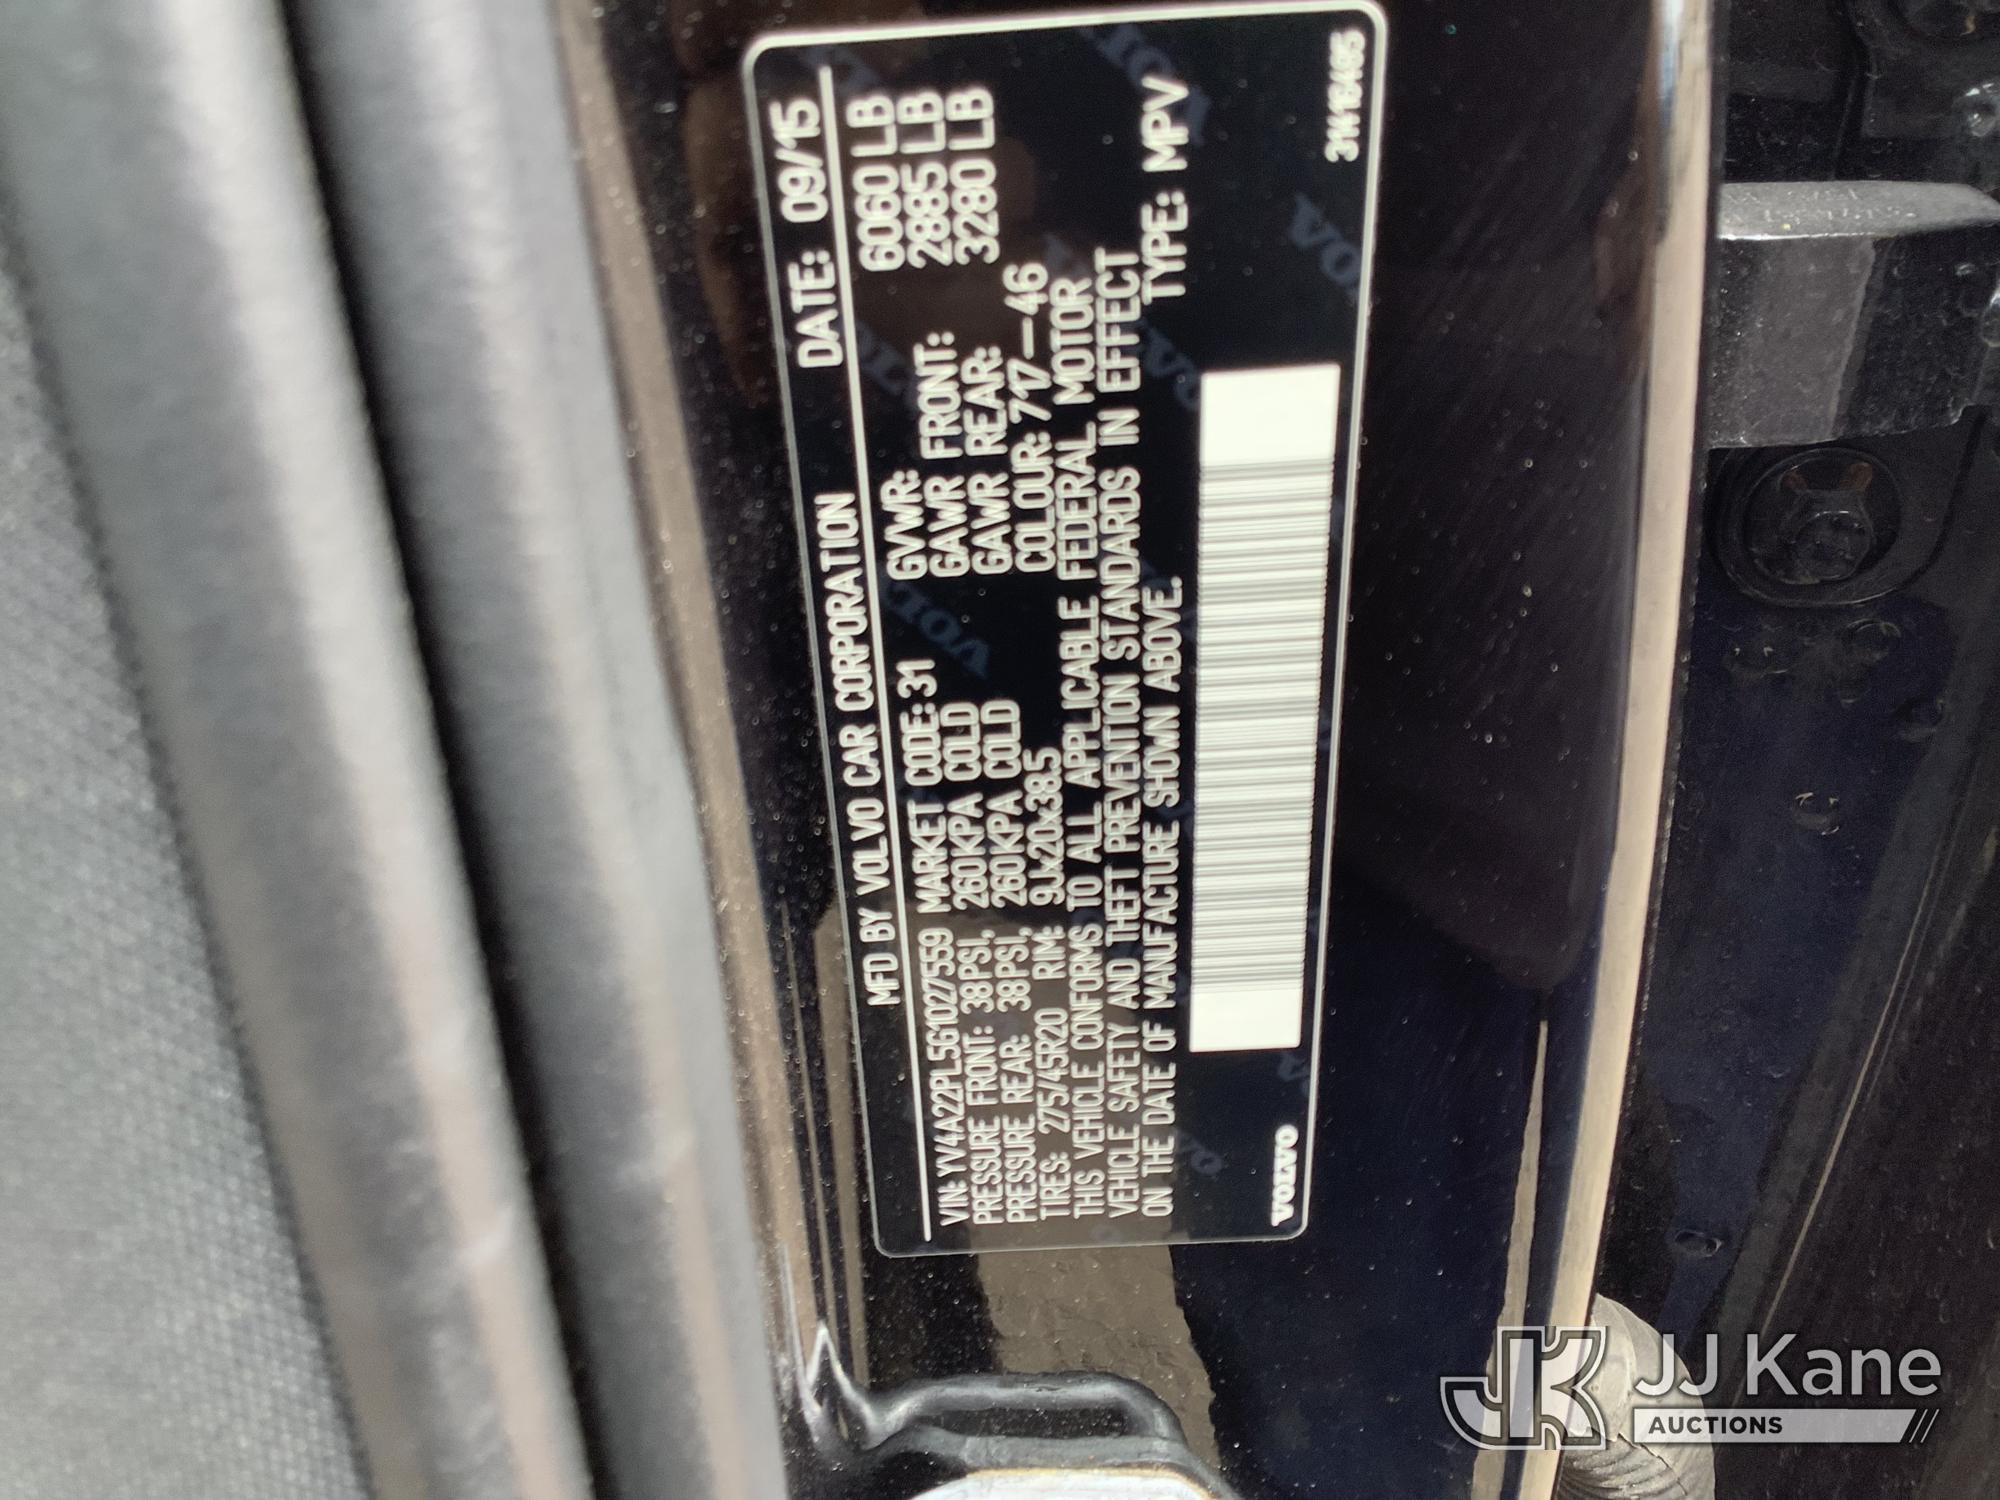 MFD BY VOLVO CAR CORPORATION DATE: 09/15
VIN: YV4A22PL5G1027559 MARKET CODE: 31 GVWR: 6060 LB
PRESSURE FRONT: 38PSI, 260KPA COLD GAWR FRONT: 2885 LB
PRESSURE REAR: 38PSI, 260KPA COLD GAWR REAR: 3280 LB
TIRES: 275/45R20 RIM: 9Jx20x38.5 COLOUR: 717-46
THIS VEHICLE CONFORMS TO ALL APPLICABLE FEDERAL MOTOR
VEHICLE SAFETY AND THEFT PREVENTION STANDARDS IN EFFECT
ON THE DATE OF MANUFACTURE SHOWN ABOVE. TYPE: MPV
VOLVO 31416485
JK JJ Kane
AUCTIONS